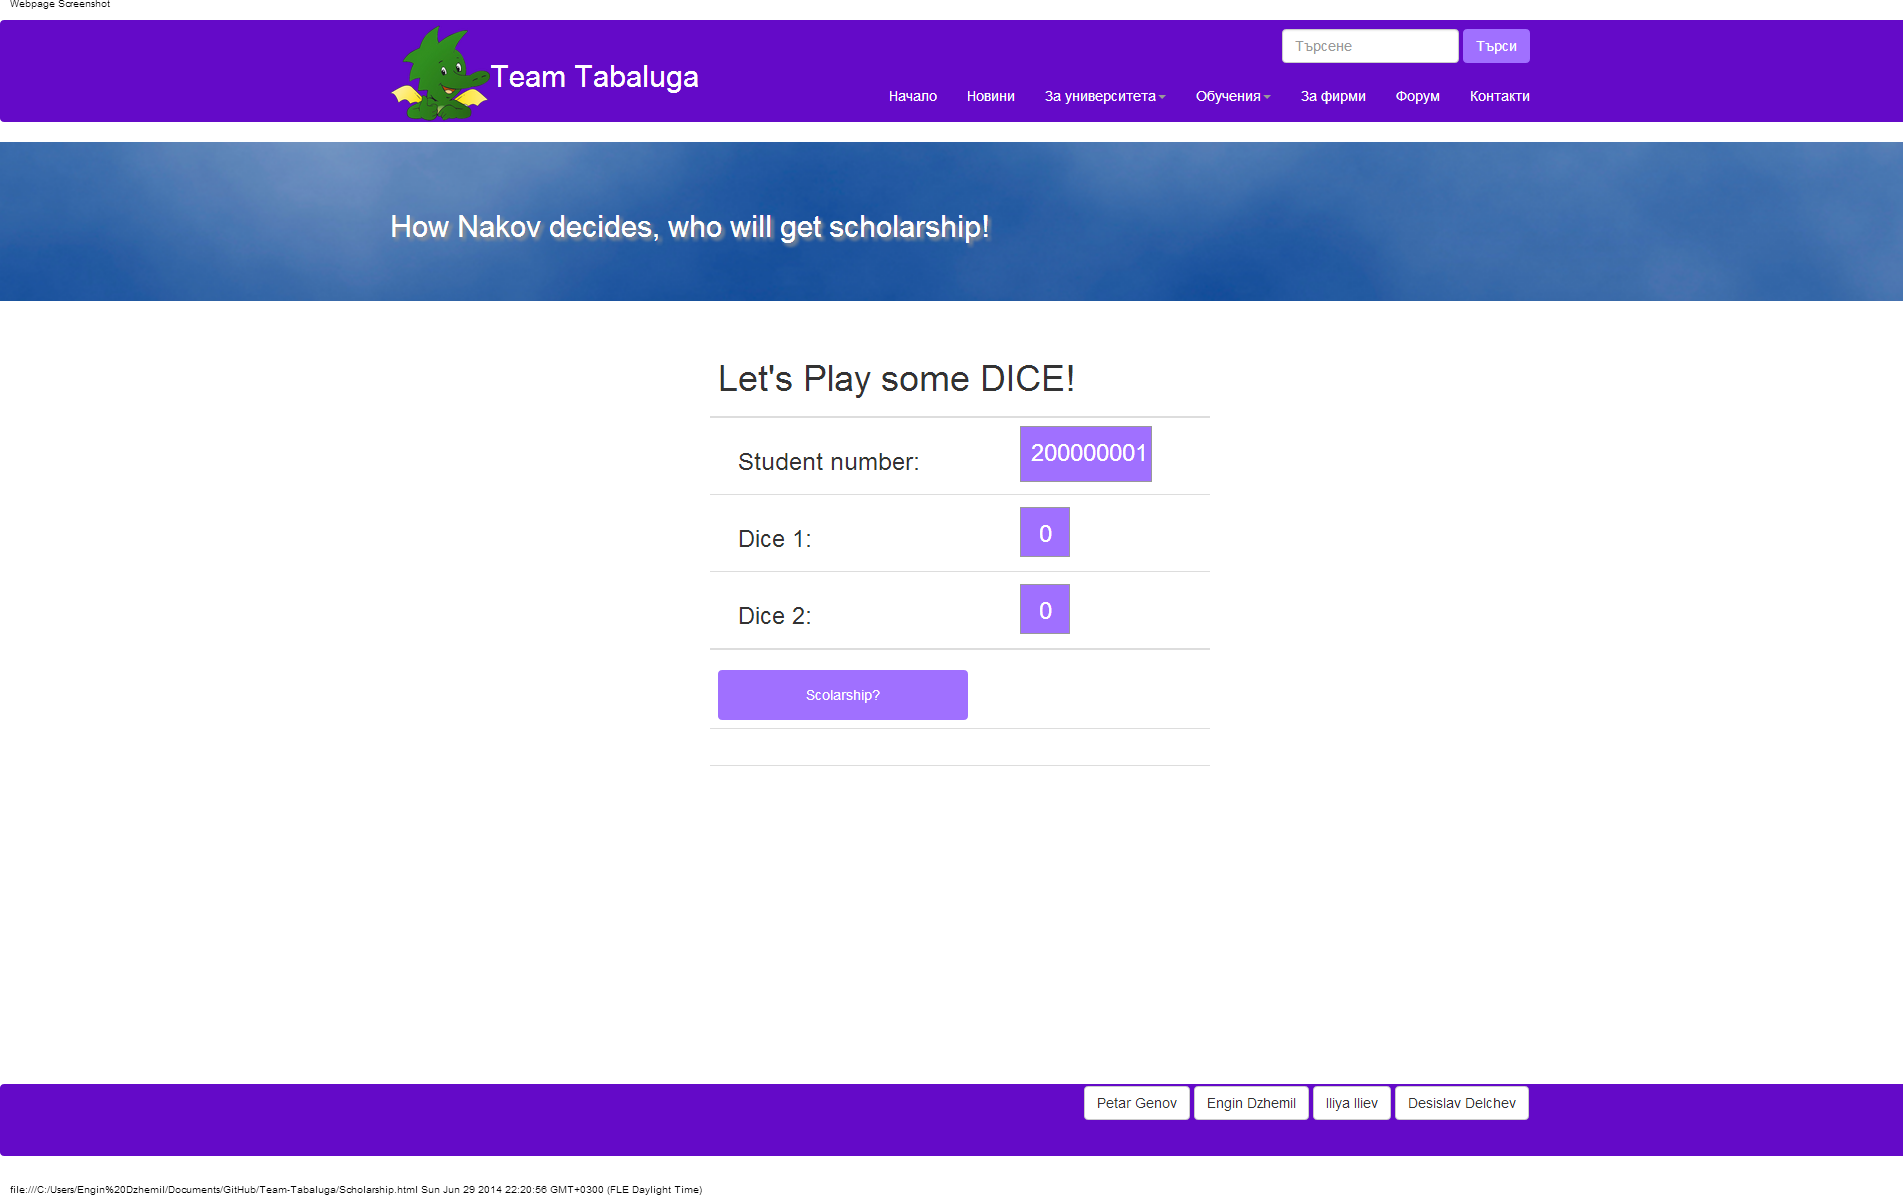 Webpage Screenshot
Team Tabaluga
Търсене Търси
Начало Новини За университета Обучения За фирми Форум Контакти
How Nakov decides, who will get scholarship!
Let's Play some DICE!
Student number: 200000001
Dice 1: 0
Dice 2: 0
Scolarship?
Petar Genov Engin Dzhemil Iliya Iliev Desislav Delchev
file:///C:/Users/Engin%20Dzhemil/Documents/GitHub/Team-Tabaluga/Scholarship.html Sun Jun 29 2014 22:20:56 GMT+0300 (FLE Daylight Time)